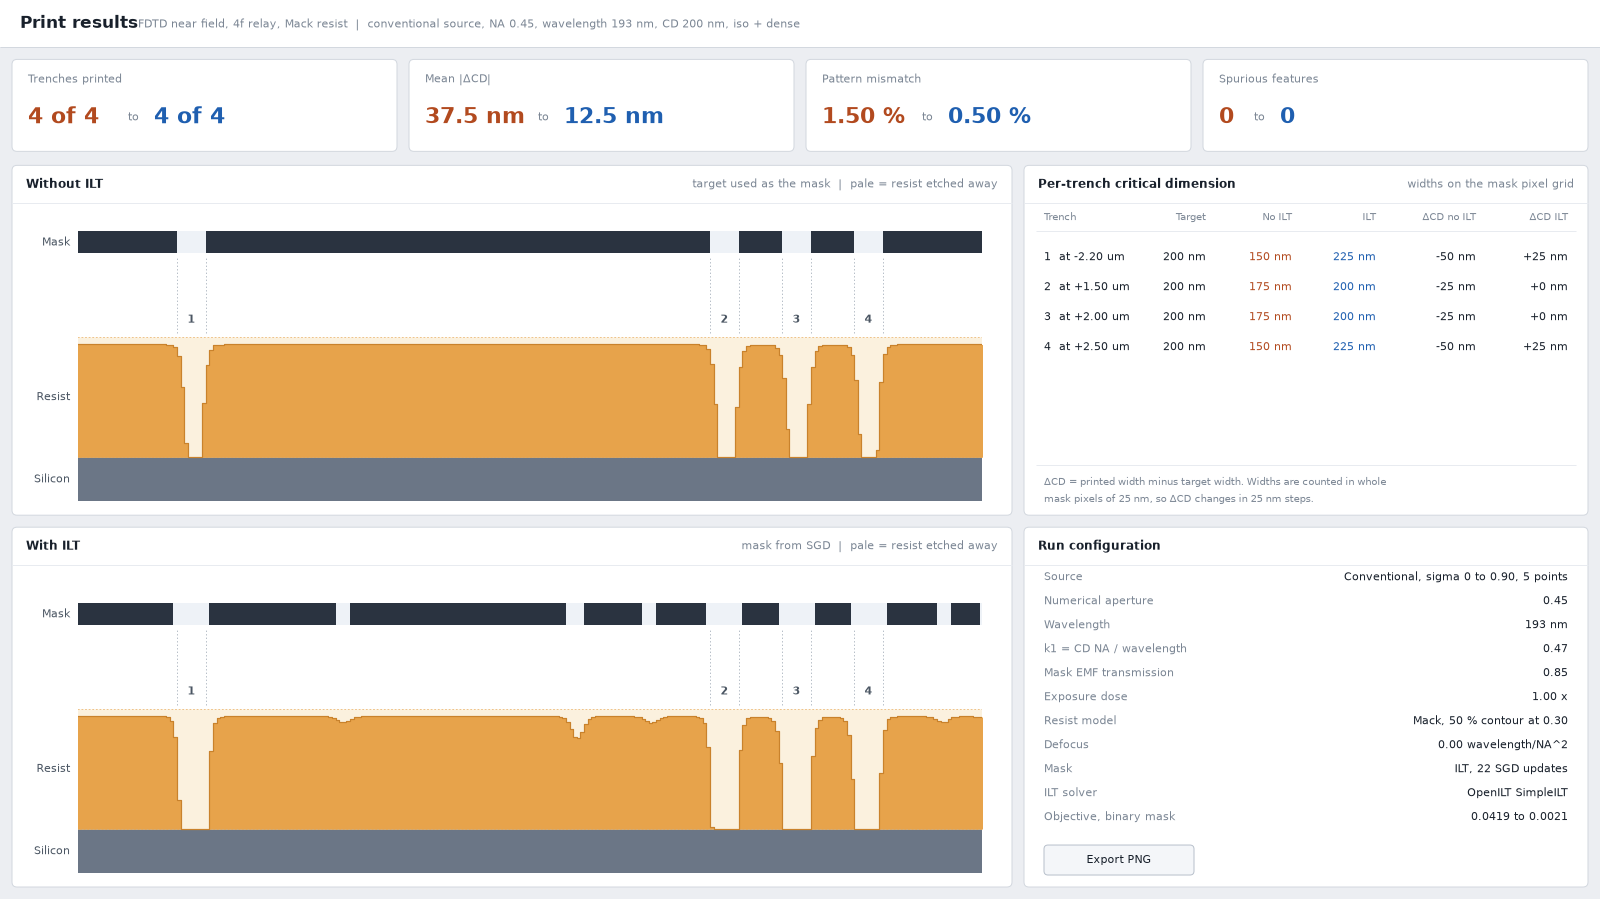 Print results FDTD near field, 4f relay, Mack resist | conventional source, NA 0.45, wavelength 193 nm, CD 200 nm, iso + dense
Trenches printed
4 of 4 to 4 of 4
Mean |ΔCD|
37.5 nm to 12.5 nm
Pattern mismatch
1.50 % to 0.50 %
Spurious features
0 to 0
Without ILT
target used as the mask | pale = resist etched away
Mask
1 2 3 4
Resist
Silicon
Per-trench critical dimension
widths on the mask pixel grid
Trench Target No ILT ILT ΔCD no ILT ΔCD ILT
1 at -2.20 um 200 nm 150 nm 225 nm -50 nm +25 nm
2 at +1.50 um 200 nm 175 nm 200 nm -25 nm +0 nm
3 at +2.00 um 200 nm 175 nm 200 nm -25 nm +0 nm
4 at +2.50 um 200 nm 150 nm 225 nm -50 nm +25 nm
ΔCD = printed width minus target width. Widths are counted in whole
mask pixels of 25 nm, so ΔCD changes in 25 nm steps.
With ILT
mask from SGD | pale = resist etched away
Mask
1 2 3 4
Resist
Silicon
Run configuration
Source Conventional, sigma 0 to 0.90, 5 points
Numerical aperture 0.45
Wavelength 193 nm
k1 = CD NA / wavelength 0.47
Mask EMF transmission 0.85
Exposure dose 1.00 x
Resist model Mack, 50 % contour at 0.30
Defocus 0.00 wavelength/NA^2
Mask ILT, 22 SGD updates
ILT solver OpenILT SimpleILT
Objective, binary mask 0.0419 to 0.0021
Export PNG